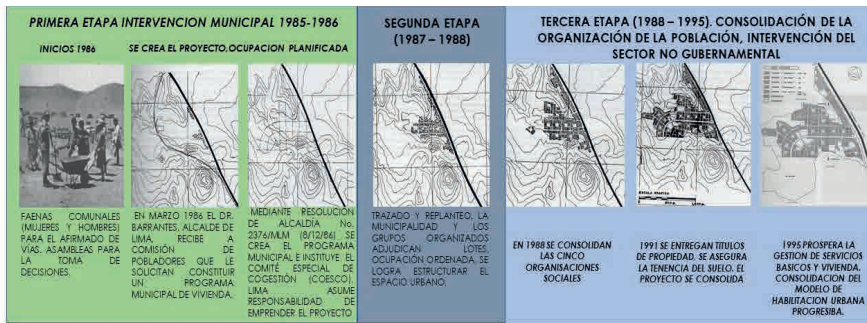 PRIMERA ETAPA INTERVENCION MUNICIPAL 1985-1986
INICIOS 1986
SE CREA EL PROYECTO,OCUPACION PLANIFICADA
FAENAS COMUNALES
(MUJERES Y HOMBRES)
PARA EL AFIRMADO DE
VÍAS. ASAMBLEAS PARA
LA TOMA DE
DECISIONES.
EN MARZO 1986 EL DR.
BARRANTES, ALCALDE DE
LIMA, RECIBE A
COMISIÓN DE
POBLADORES QUE LE
SOLICITAN CONSTITUIR
UN PROGRAMA
MUNICIPAL DE VIVIENDA.
MEDIANTE RESOLUCIÓN
DE ALCALDÍA No.
2376/MLM (8/12/86) SE
CREA EL PROGRAMA
MUNICIPAL E INSTITUYE EL
COMITÉ ESPECIAL DE
COGESTIÓN (COESCO).
LIMA ASUME
RESPONSABILIDAD DE
EMPRENDER EL PROYECTO
SEGUNDA ETAPA
(1987 – 1988)
TRAZADO Y REPLANTEO, LA
MUNICIPALIDAD Y LOS
GRUPOS ORGANIZADOS
ADJUDICAN LOTES.
OCUPACIÓN ORDENADA, SE
LOGRA ESTRUCTURAR EL
ESPACIO URBANO.
TERCERA ETAPA (1988 – 1995). CONSOLIDACIÓN DE LA
ORGANIZACIÓN DE LA POBLACIÓN, INTERVENCIÓN DEL
SECTOR NO GUBERNAMENTAL
EN 1988 SE CONSOLIDAN
LAS CINCO
ORGANISACIONES
SOCIALES
1991 SE ENTREGAN TITULOS
DE PROPIEDAD, SE ASEGURA
LA TENENCIA DEL SUELO. EL
PROYECTO SE CONSOLIDA
1995 PROSPERA LA
GESTION DE SERVICIOS
BASICOS Y VIVIENDA.
CONSOLIDACION DEL
MODELO DE
HABILITACION URBANA
PROGRESIBA.